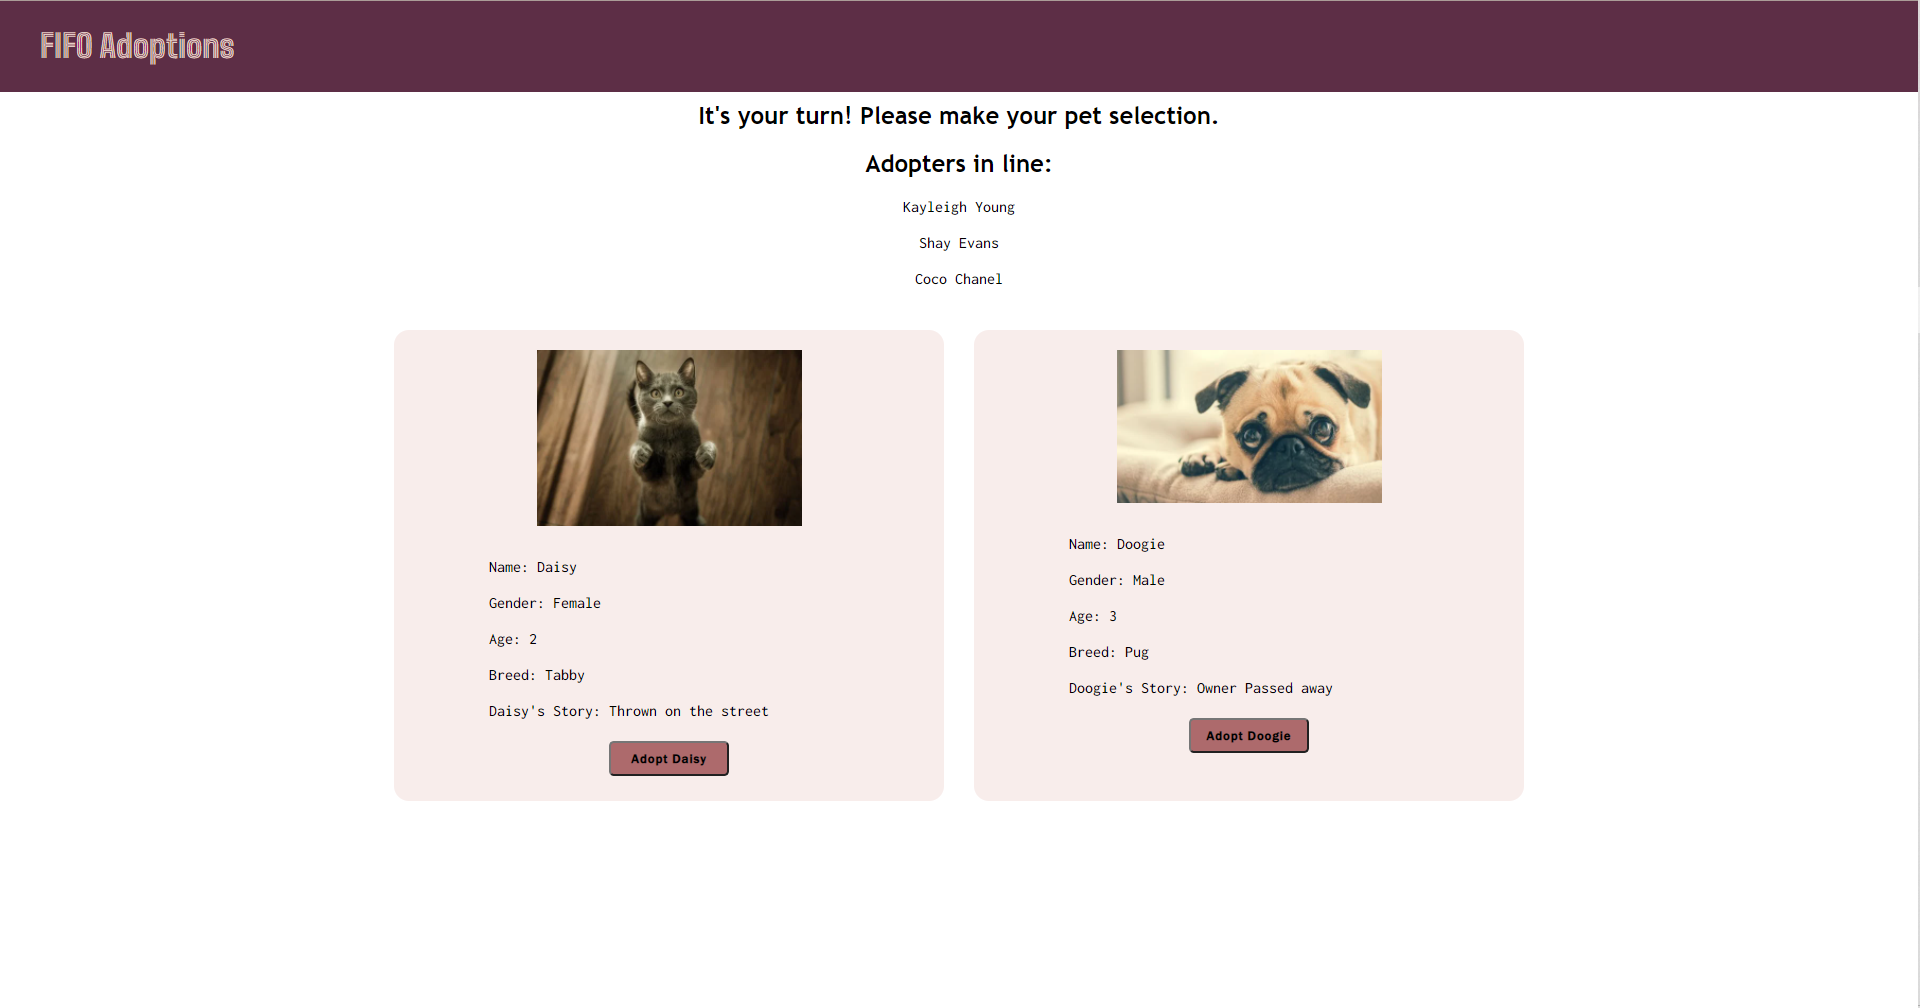 FIFO Adoptions
It's your turn! Please make your pet selection.
Adopters in line:
Kayleigh Young
Shay Evans
Coco Chanel
Name: Daisy
Gender: Female
Age: 2
Breed: Tabby
Daisy's Story: Thrown on the street
Adopt Daisy
Name: Doogie
Gender: Male
Age: 3
Breed: Pug
Doogie's Story: Owner Passed away
Adopt Doogie